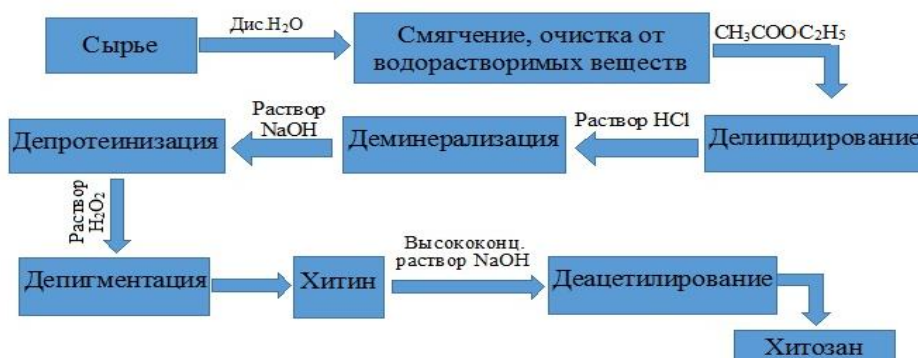 Сырье
Дис.H₂O
Смягчение, очистка от
водорастворимых веществ
CH₃COOC₂H₅
Делипидирование
Раствор HCl
Деминерализация
Раствор
NaOH
Депротеинизация
Раствор
H₂O₂
Депигментация
Хитин
Высококонц.
раствор NaOH
Деацетилирование
Хитозан